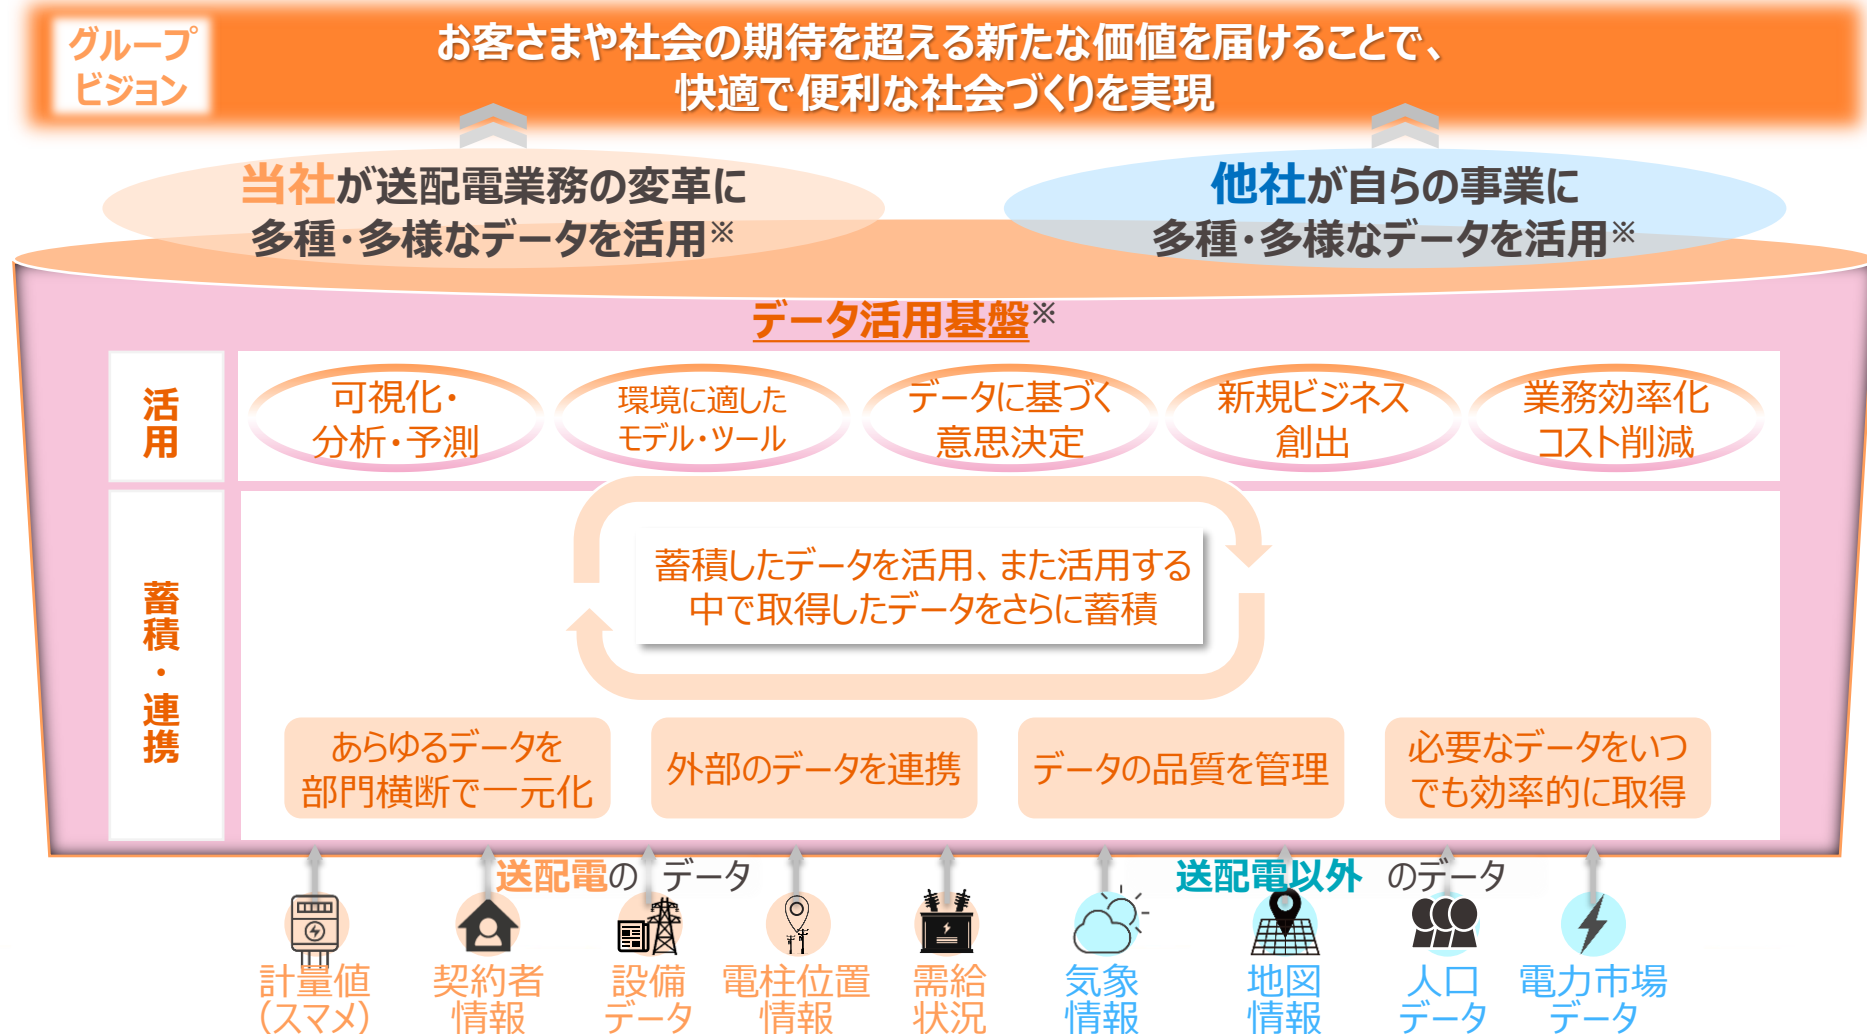 グループ
ビジョン
お客さまや社会の期待を超える新たな価値を届けることで、
快適で便利な社会づくりを実現
当社が送配電業務の変革に
多種・多様なデータを活用※
他社が自らの事業に
多種・多様なデータを活用※
データ活用基盤※
活用
可視化・
分析・予測
環境に適した
モデル・ツール
データに基づく
意思決定
新規ビジネス
創出
業務効率化
コスト削減
蓄積・連携
蓄積したデータを活用、また活用する
中で取得したデータをさらに蓄積
あらゆるデータを
部門横断で一元化
外部のデータを連携
データの品質を管理
必要なデータをいつ
でも効率的に取得
送配電の データ
送配電以外 のデータ
計量値
（スマメ）
契約者
情報
設備
データ
電柱位置
情報
需給
状況
気象
情報
地図
情報
人口
データ
電力市場
データ